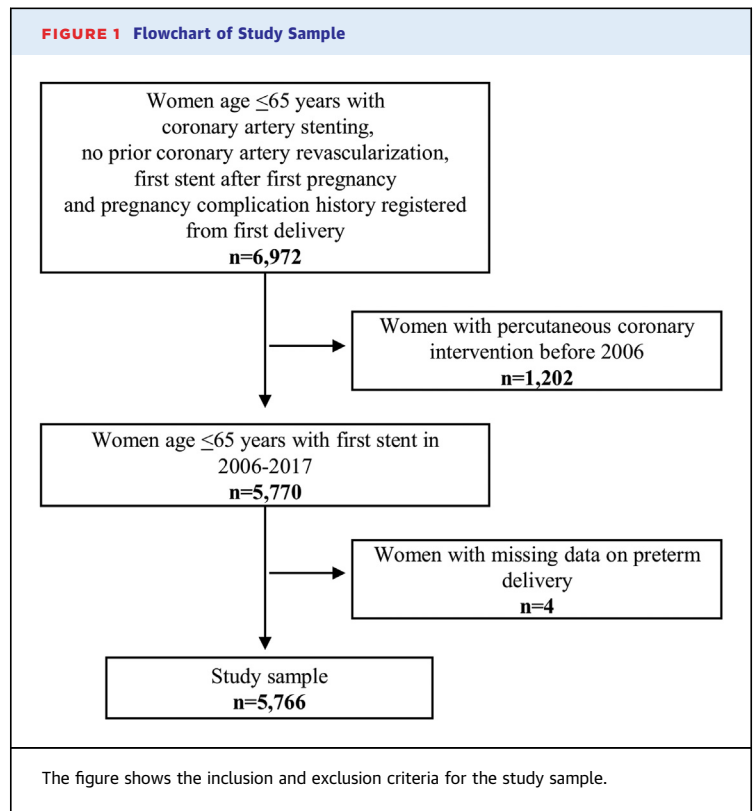 FIGURE 1 Flowchart of Study Sample
Women age ≤65 years with
coronary artery stenting,
no prior coronary artery revascularization,
first stent after first pregnancy
and pregnancy complication history registered
from first delivery
n=6,972
Women with percutaneous coronary
intervention before 2006
n=1,202
Women age ≤65 years with first stent in
2006-2017
n=5,770
Women with missing data on preterm
delivery
n=4
Study sample
n=5,766
The figure shows the inclusion and exclusion criteria for the study sample.